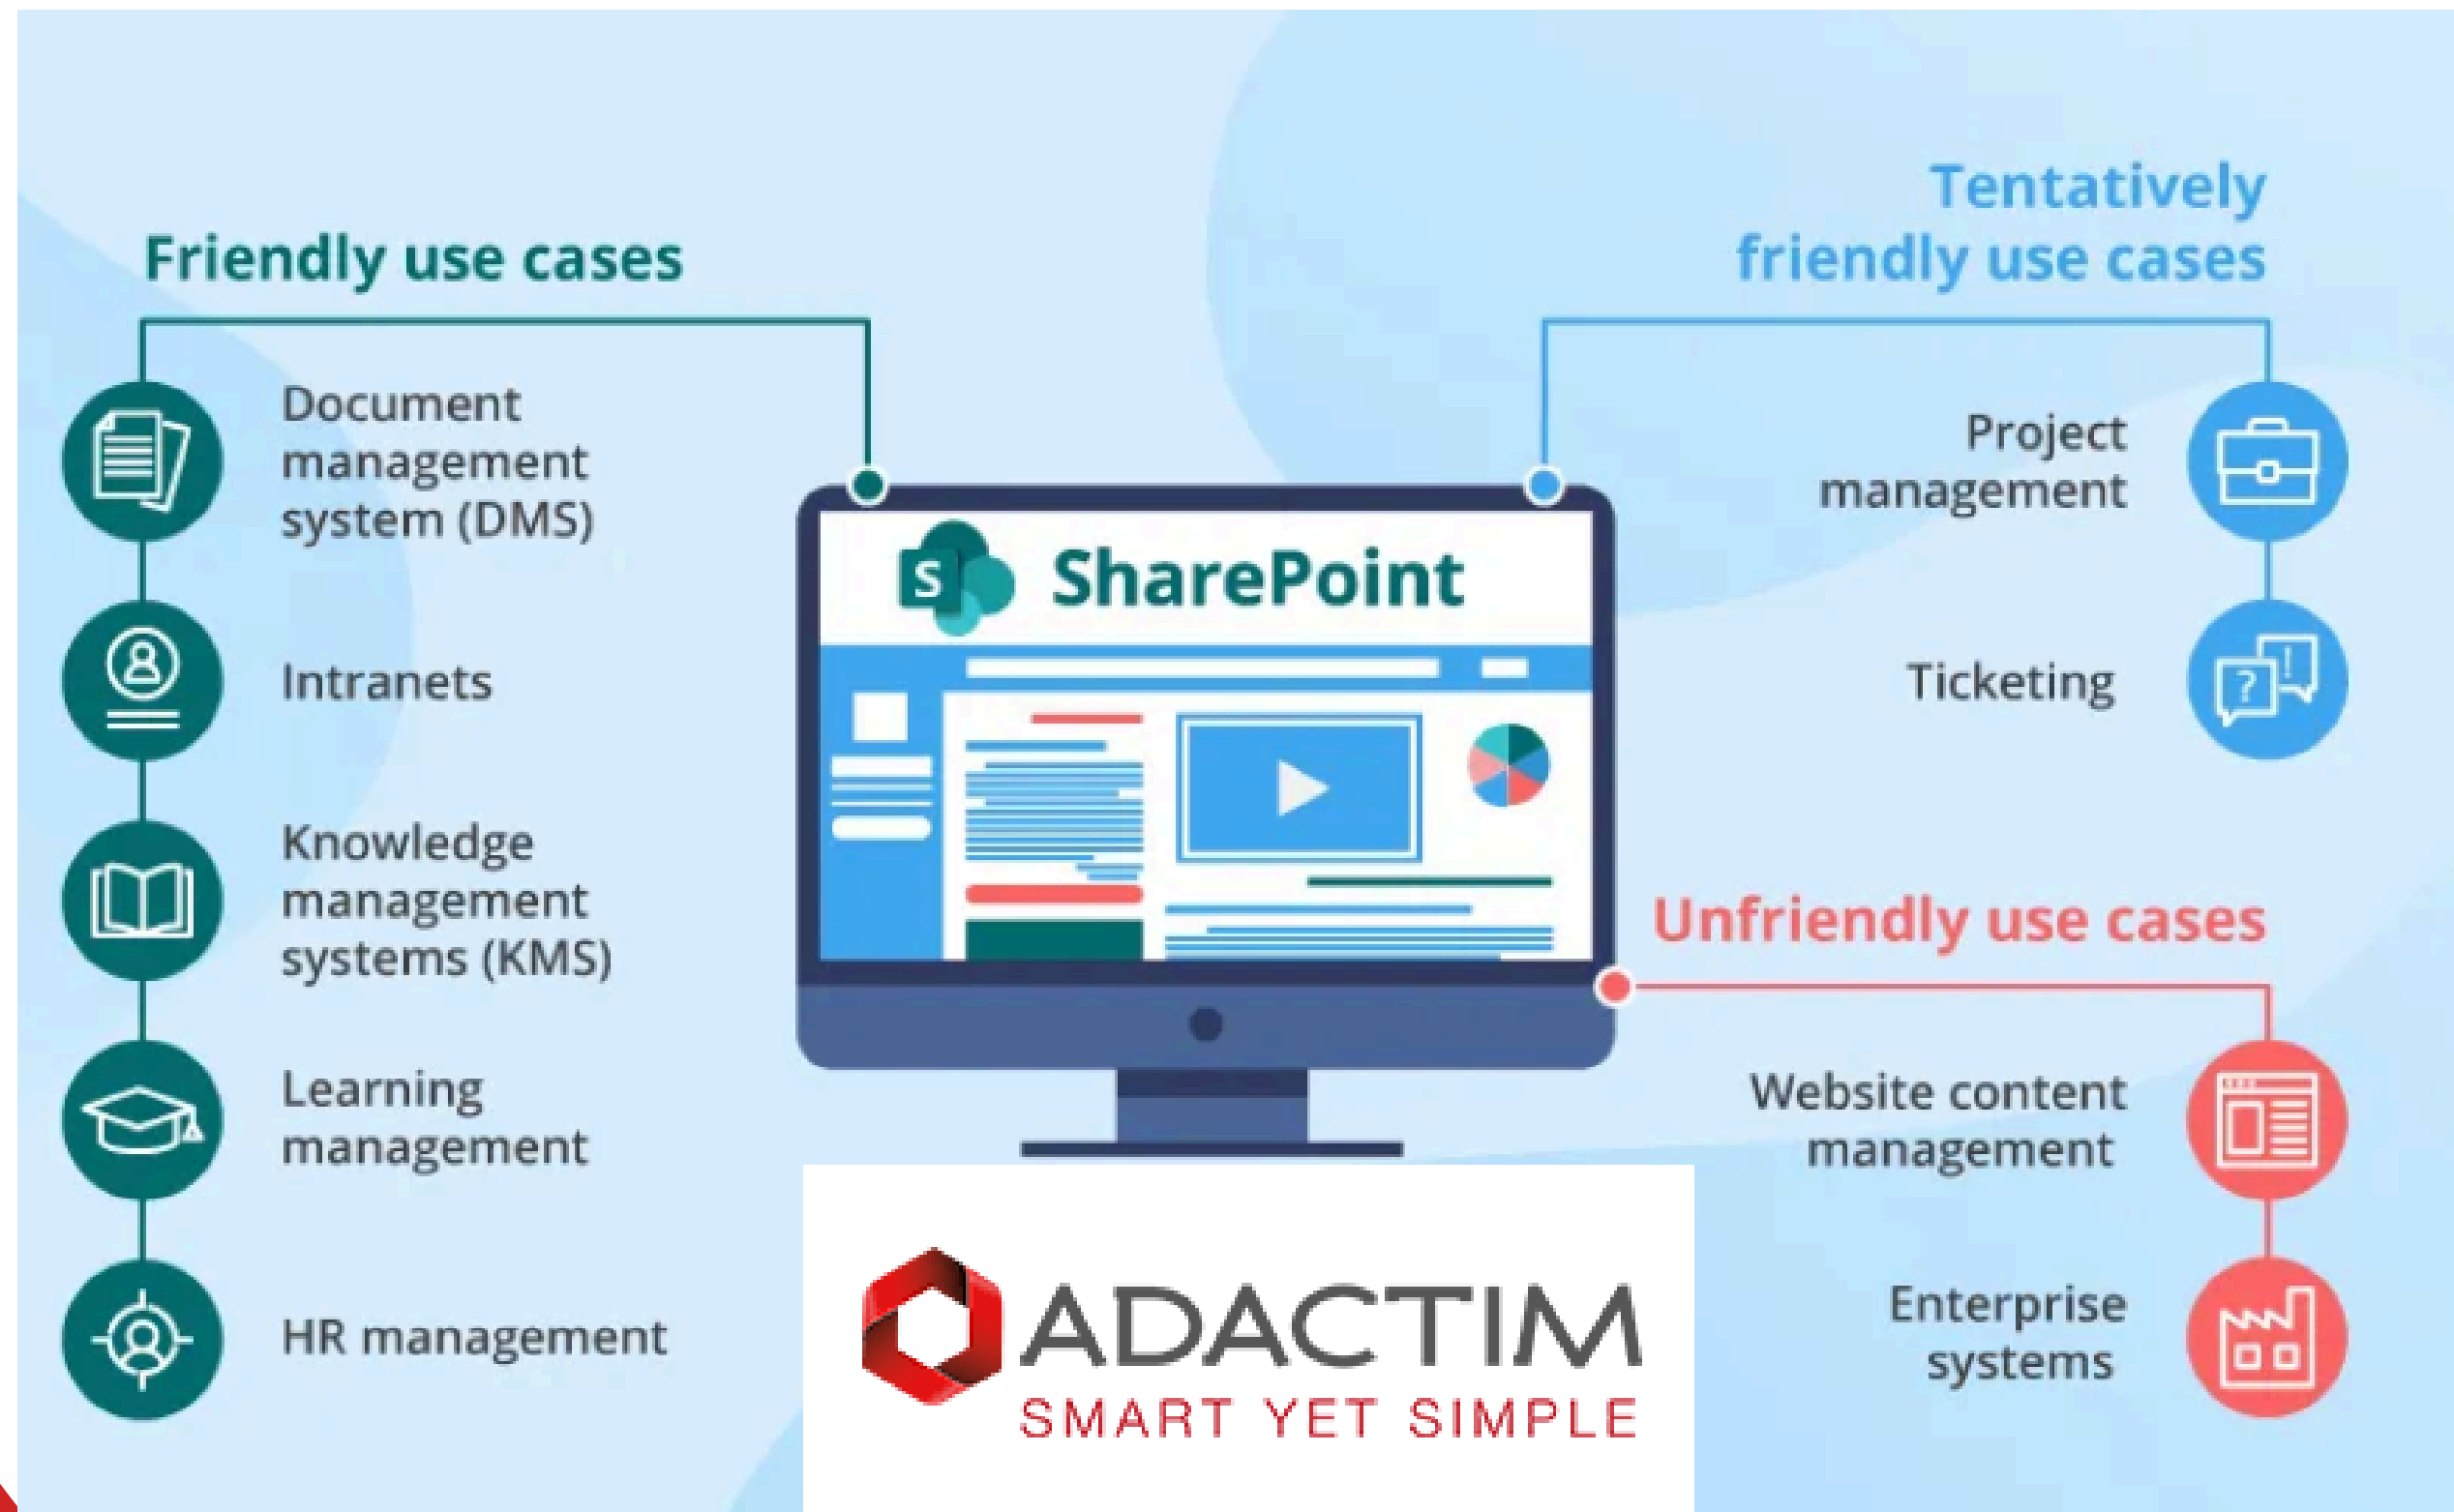 Friendly use cases
Document
management
system (DMS)
Intranets
Knowledge
management
systems (KMS)
Learning
management
HR management
S SharePoint
Tentatively
friendly use cases
Project
management
Ticketing
? !
Unfriendly use cases
Website content
management
Enterprise
systems
ADACTIM
SMART YET SIMPLE